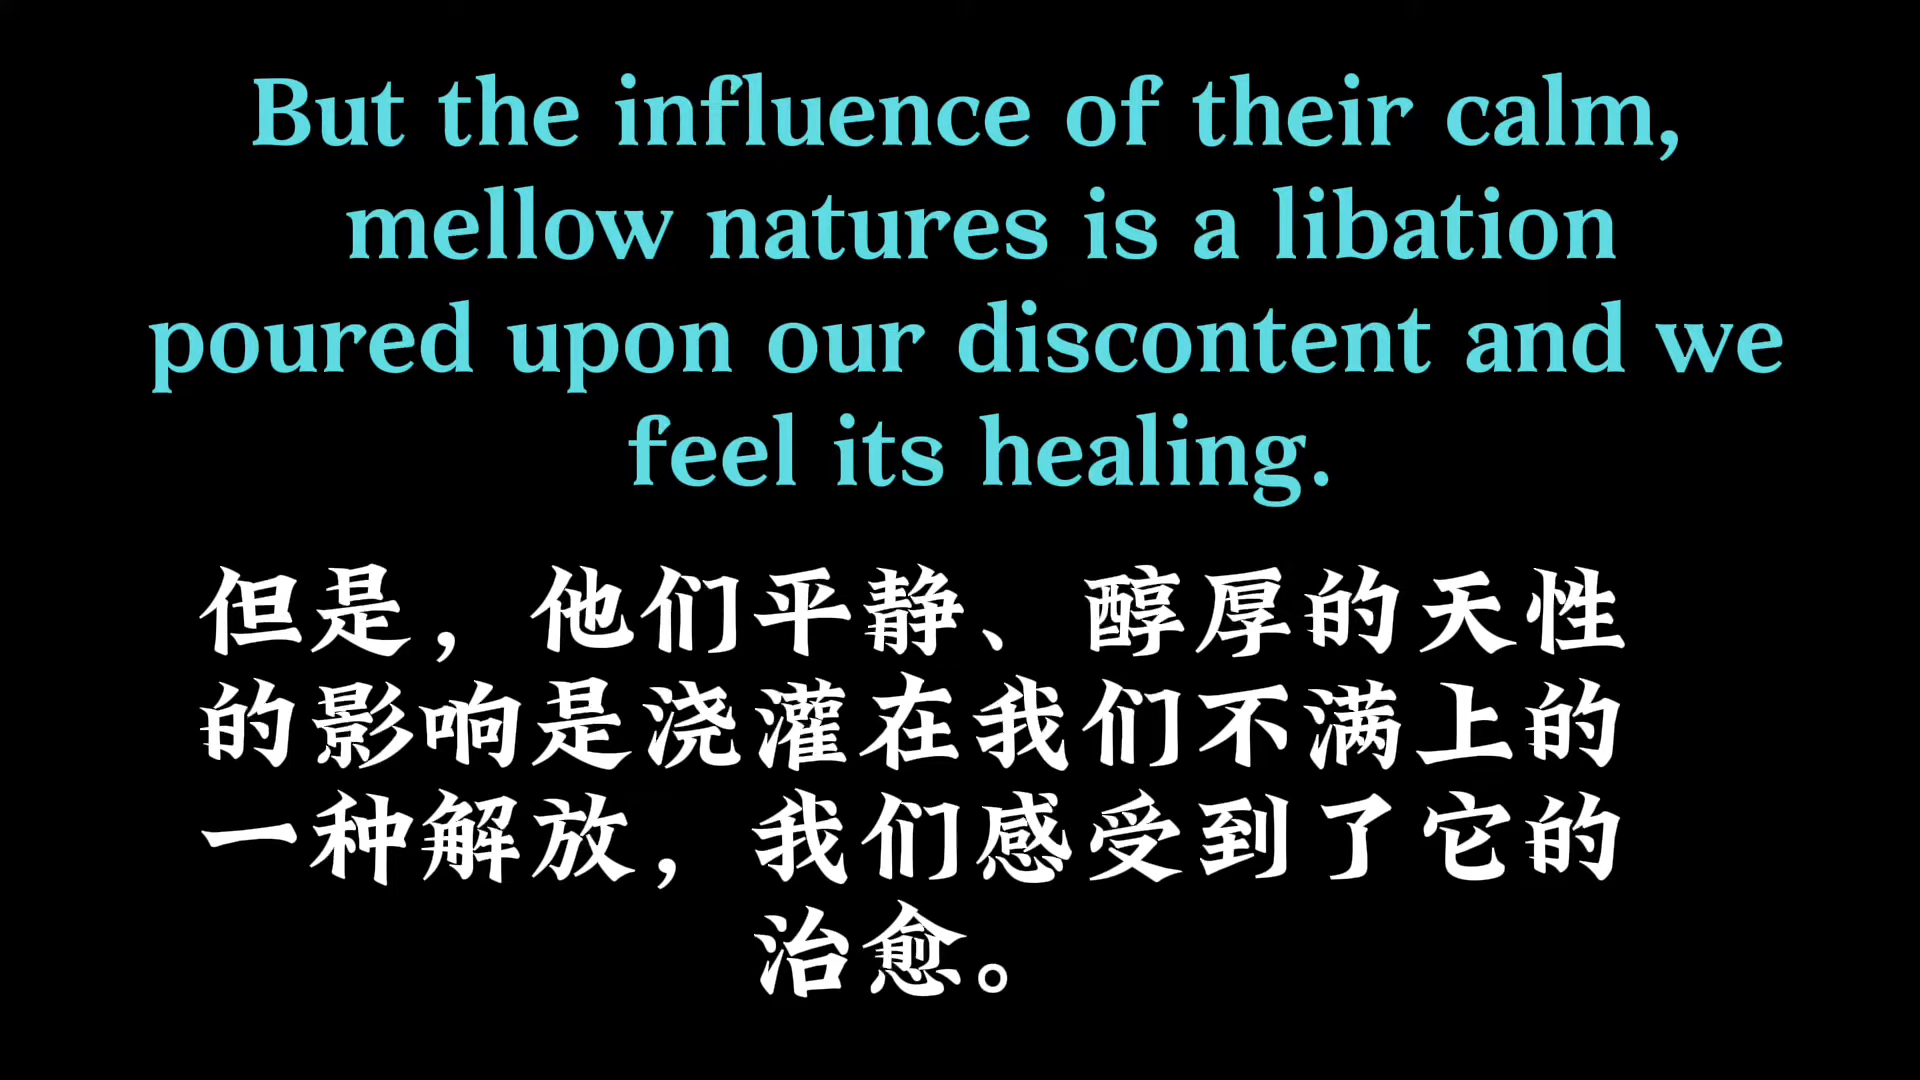 But the influence of their calm,
mellow natures is a libation
poured upon our discontent and we
feel its healing.
但是，他们平静、醇厚的天性
的影响是浇灌在我们不满上的
一种解放，我们感受到了它的
治愈。